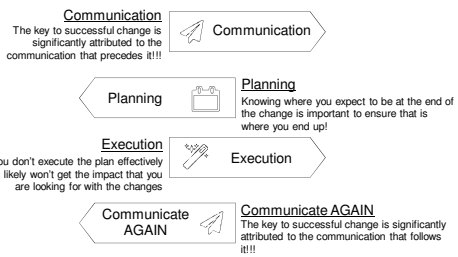 Communication
The key to successful change is
significantly attributed to the
communication that precedes it!!!
Communication
Planning
Planning
Knowing where you expect to be at the end of
the change is important to ensure that is
where you end up!
Execution
ou don't execute the plan effectively
likely won't get the impact that you
are looking for with the changes
Execution
Communicate
AGAIN
Communicate AGAIN
The key to successful change is significantly
attributed to the communication that follows
it!!!